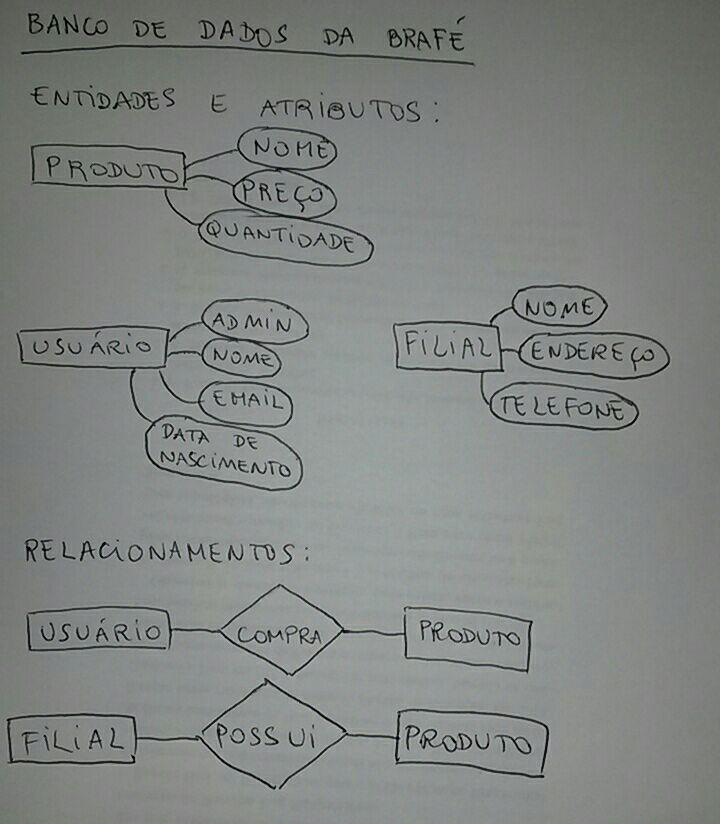 BANCO DE DADOS DA BRAFÉ
ENTIDADES E ATRIBUTOS:
PRODUTO
NOME
PREÇO
QUANTIDADE
USUÁRIO
ADMIN
NOME
EMAIL
DATA DE
NASCIMENTO
FILIAL
NOME
ENDEREÇO
TELEFONE
RELACIONAMENTOS:
USUÁRIO COMPRA PRODUTO
FILIAL POSSUI PRODUTO